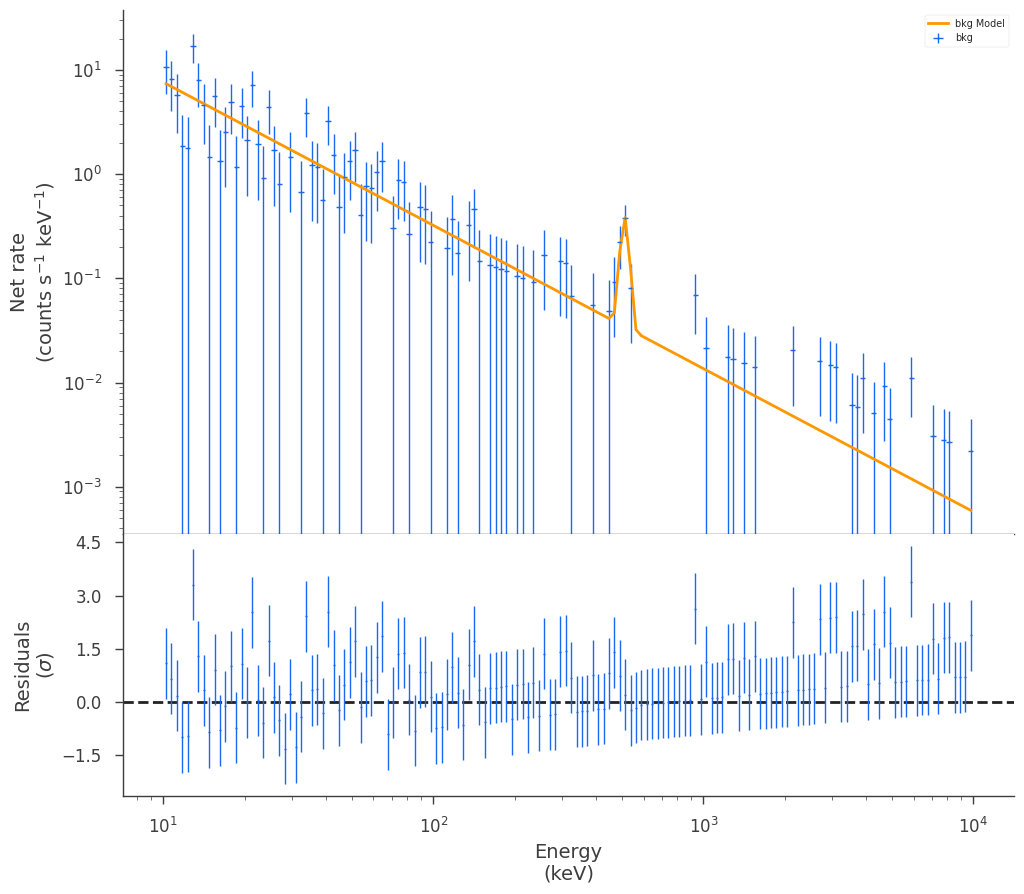 bkg Model
bkg
Net rate
(counts s⁻¹ keV⁻¹)
10¹
10⁰
10⁻¹
10⁻²
10⁻³
Residuals
(σ)
4.5
3.0
1.5
0.0
−1.5
10¹ 10² 10³ 10⁴
Energy
(keV)